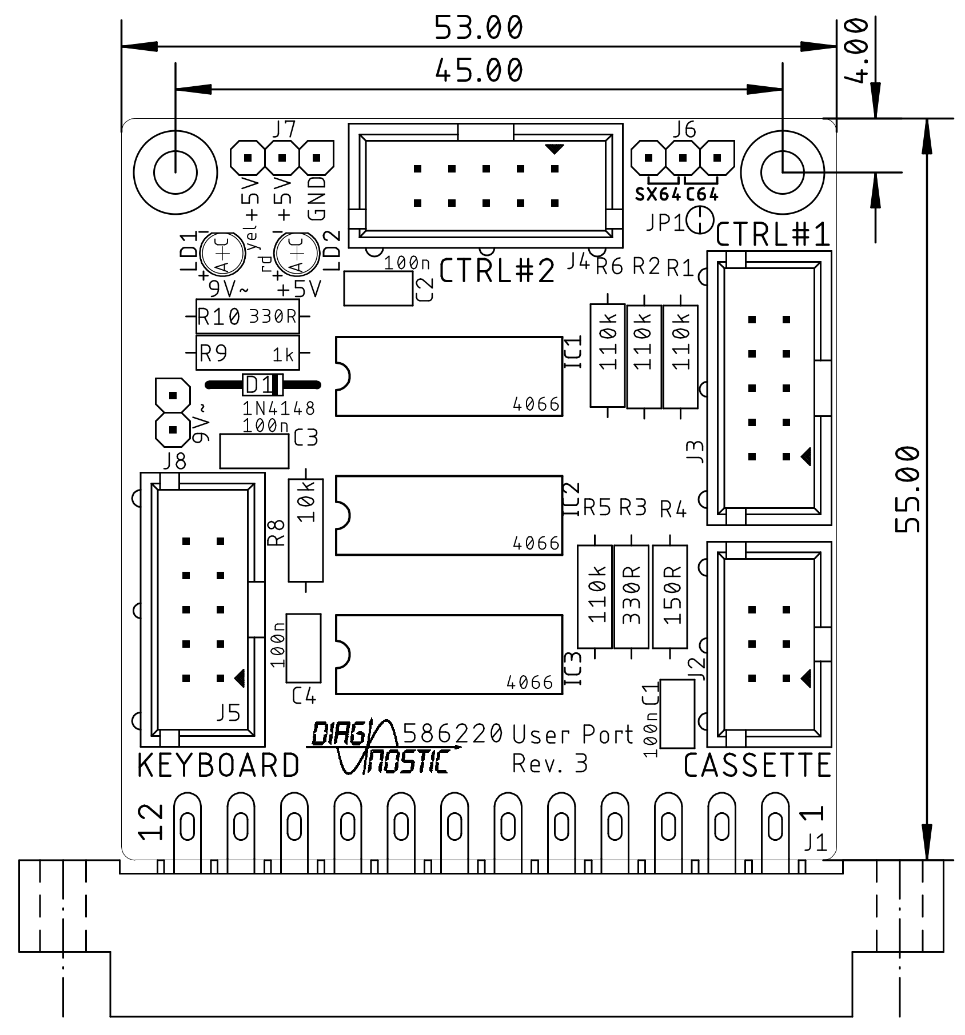 53.00
45.00
4.00
J7
J6
yel +5V
+5V
GND
SX64 C64
JP1
CTRL#1
LD1
A C
rd
A C
LD2
9V~
+5V
100n
C2
CTRL#2
J4
R6
R2
R1
R10 330R
R9 1k
IC1
4066
110k
110k
110k
D1
1N4148
100n
C3
9V~
J8
J3
55.00
10k
R8
IC2
4066
R5
R3
R4
110k
330R
150R
100n
C4
IC3
4066
J2
J5
C1
100n
DIAGNOSTIC
586220 User Port
Rev. 3
KEYBOARD
CASSETTE
12
1
J1